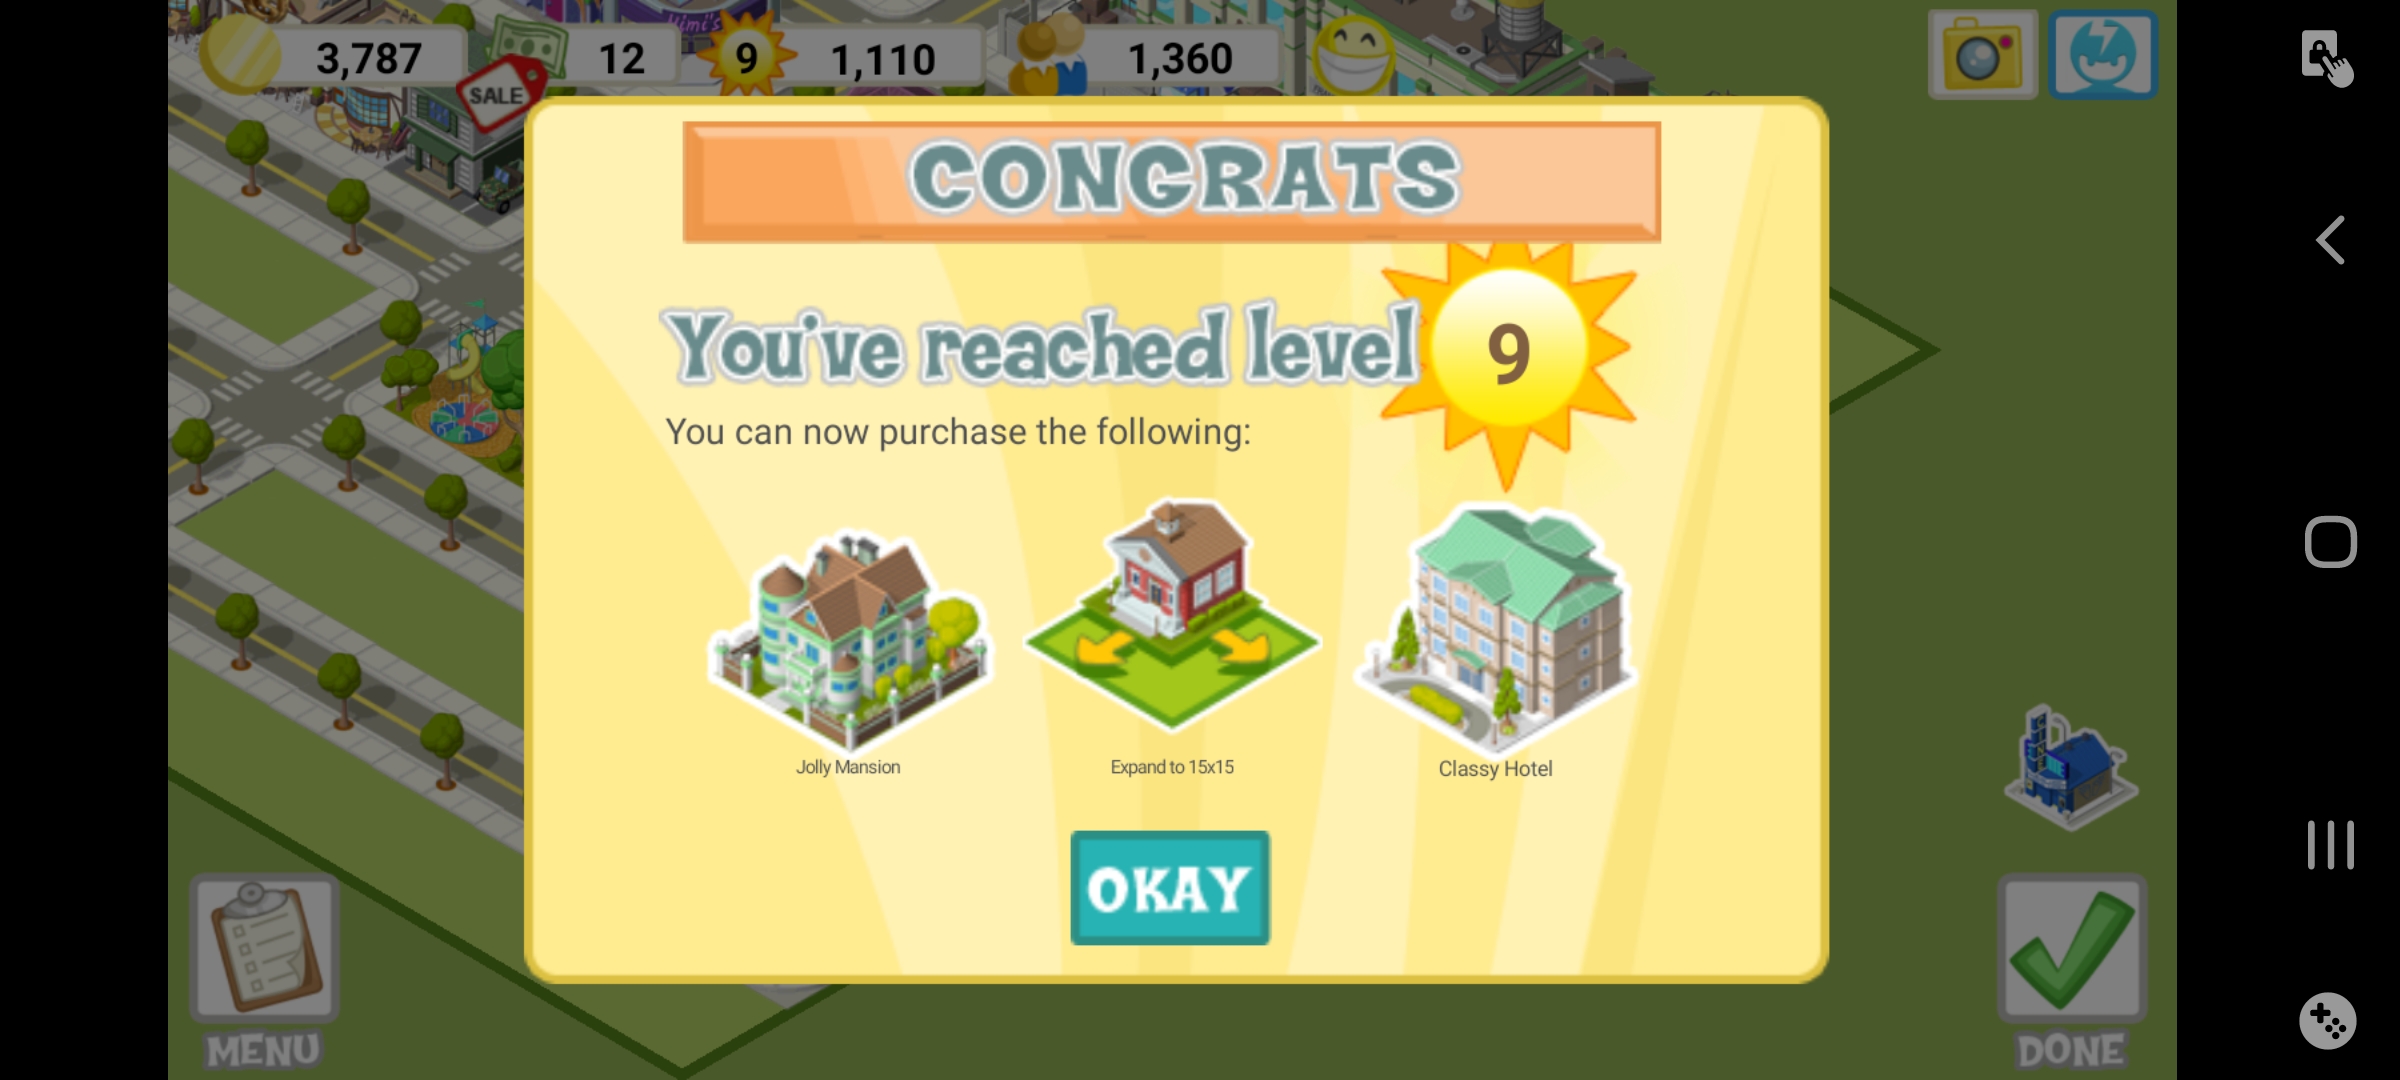 Mimi's
3,787
12
9
1,110
1,360
SALE
CONGRATS
You've reached level
9
You can now purchase the following:
Jolly Mansion
Expand to 15x15
Classy Hotel
OKAY
MENU
DONE